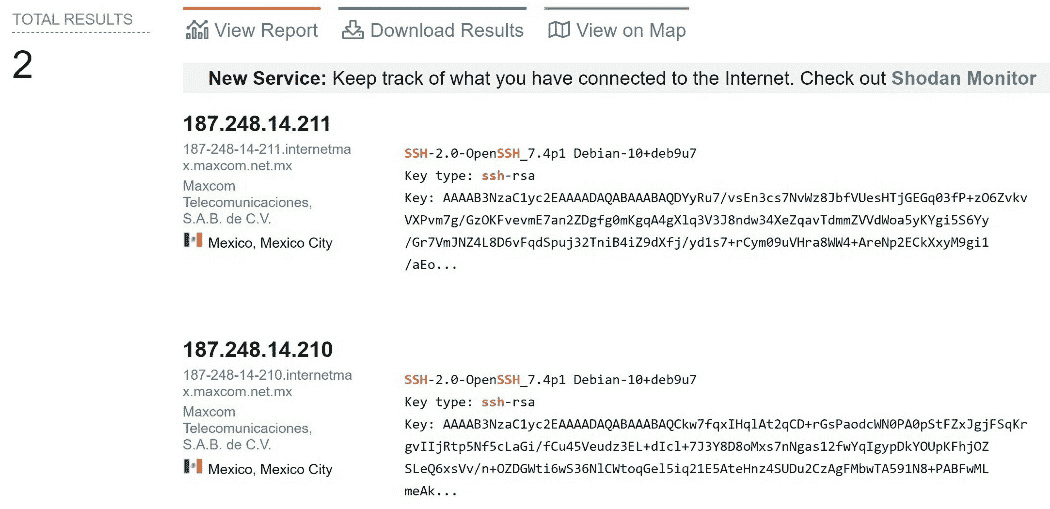 TOTAL RESULTS
2
View Report
Download Results
View on Map
New Service: Keep track of what you have connected to the Internet. Check out Shodan Monitor
187.248.14.211
187-248-14-211.internetma
x.maxcom.net.mx
Maxcom
Telecomunicaciones,
S.A.B. de C.V.
Mexico, Mexico City
SSH-2.0-OpenSSH_7.4p1 Debian-10+deb9u7
Key type: ssh-rsa
Key: AAAAB3NzaC1yc2EAAAADAQABAAABAQDYyRu7/vsEn3cs7NvWz8JbfVUesHTjGEGq03fP+zO6Zvkv
VXPvm7g/GzOKFvevmE7an2ZDgfg0mKgqA4gXlq3V3J8ndw34XeZqavTdmmZVVdWoa5yKYgi5S6Yy
/Gr7VmJNZ4L8D6vFqdSpuj32TniB4iZ9dXfj/yd1s7+rCym09uVHra8WW4+AreNp2ECkXxyM9gi1
/aEo...
187.248.14.210
187-248-14-210.internetma
x.maxcom.net.mx
Maxcom
Telecomunicaciones,
S.A.B. de C.V.
Mexico, Mexico City
SSH-2.0-OpenSSH_7.4p1 Debian-10+deb9u7
Key type: ssh-rsa
Key: AAAAB3NzaC1yc2EAAAADAQABAAABAQCkw7fqxIHqlAt2qCD+rGsPaodcWN0PA0pStFZxJgjFSqKr
gvIIjRtp5Nf5cLaGi/fCu45Veudz3EL+dIcl+7J3Y8D8oMxs7nNgas12fwYqIgypDkYOUpKFhjOZ
SLeQ6xsVv/n+OZDGWti6wS36NlCWtoqGel5iq21E5AteHnz4SUDu2CzAgFMbwTA591N8+PABFwML
meAk...